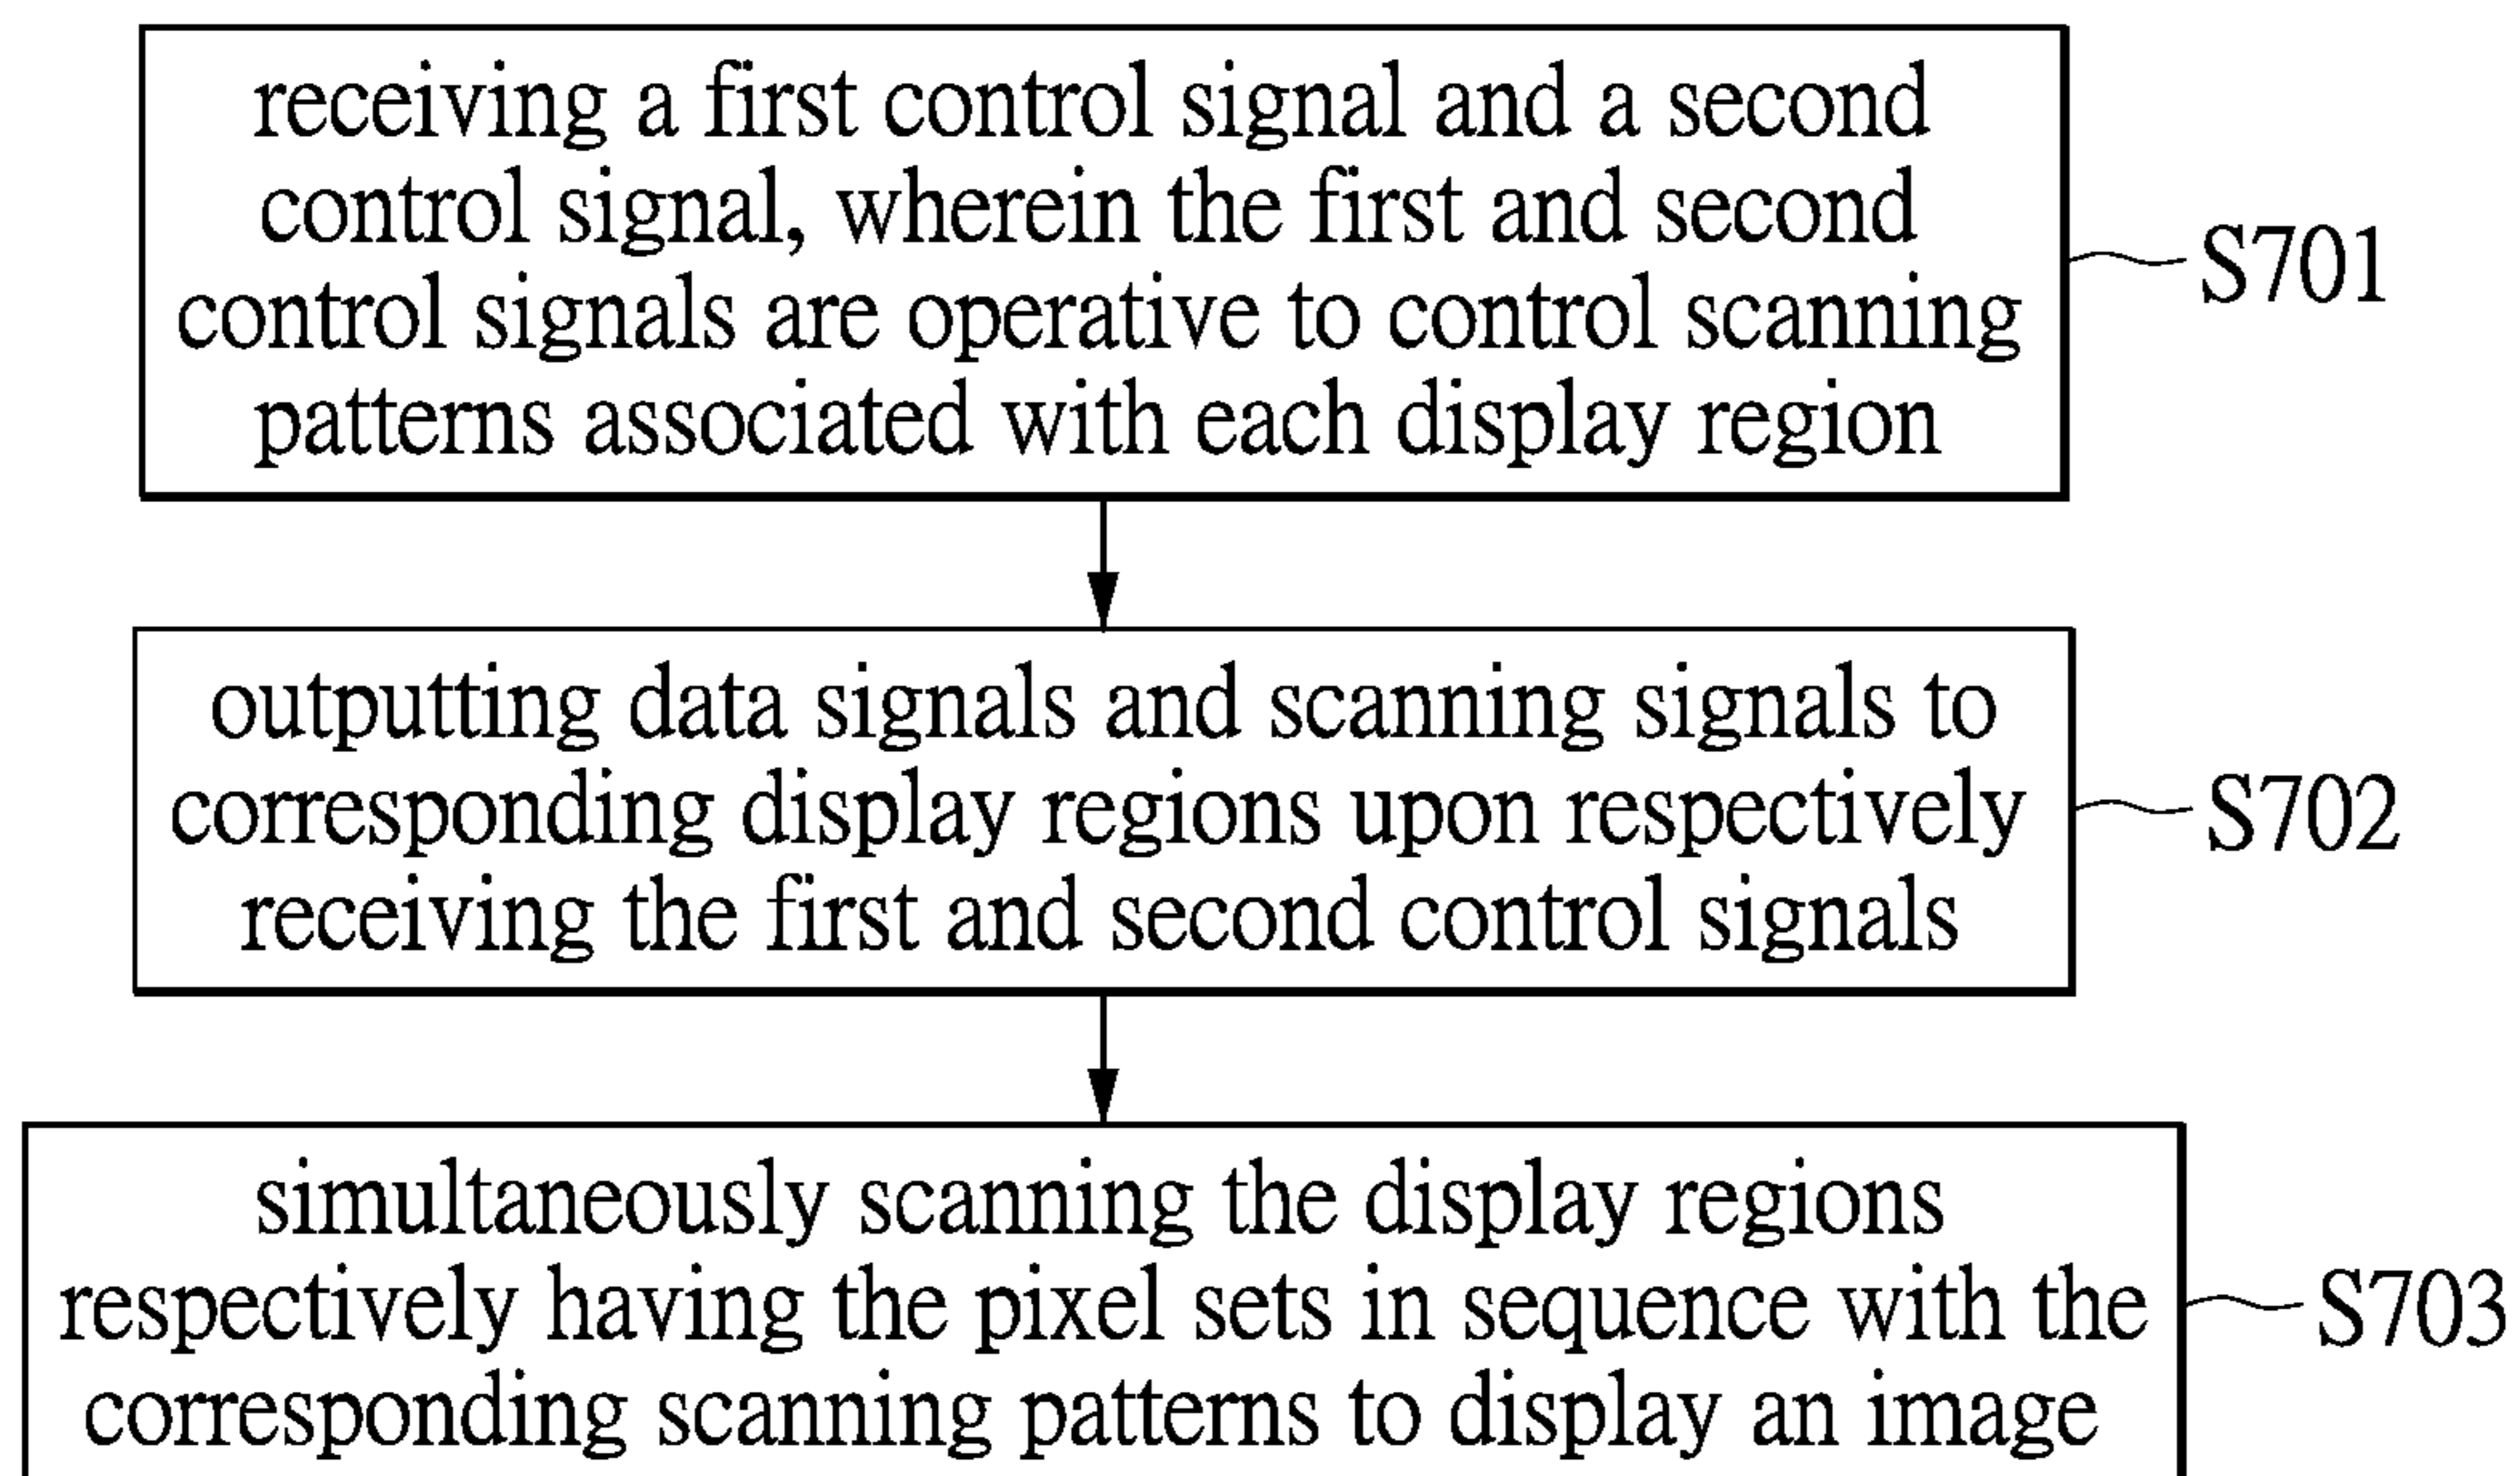 receiving a first control signal and a second
control signal, wherein the first and second
control signals are operative to control scanning
patterns associated with each display region
S701
outputting data signals and scanning signals to
corresponding display regions upon respectively
receiving the first and second control signals
S702
simultaneously scanning the display regions
respectively having the pixel sets in sequence with the
corresponding scanning patterns to display an image
S703